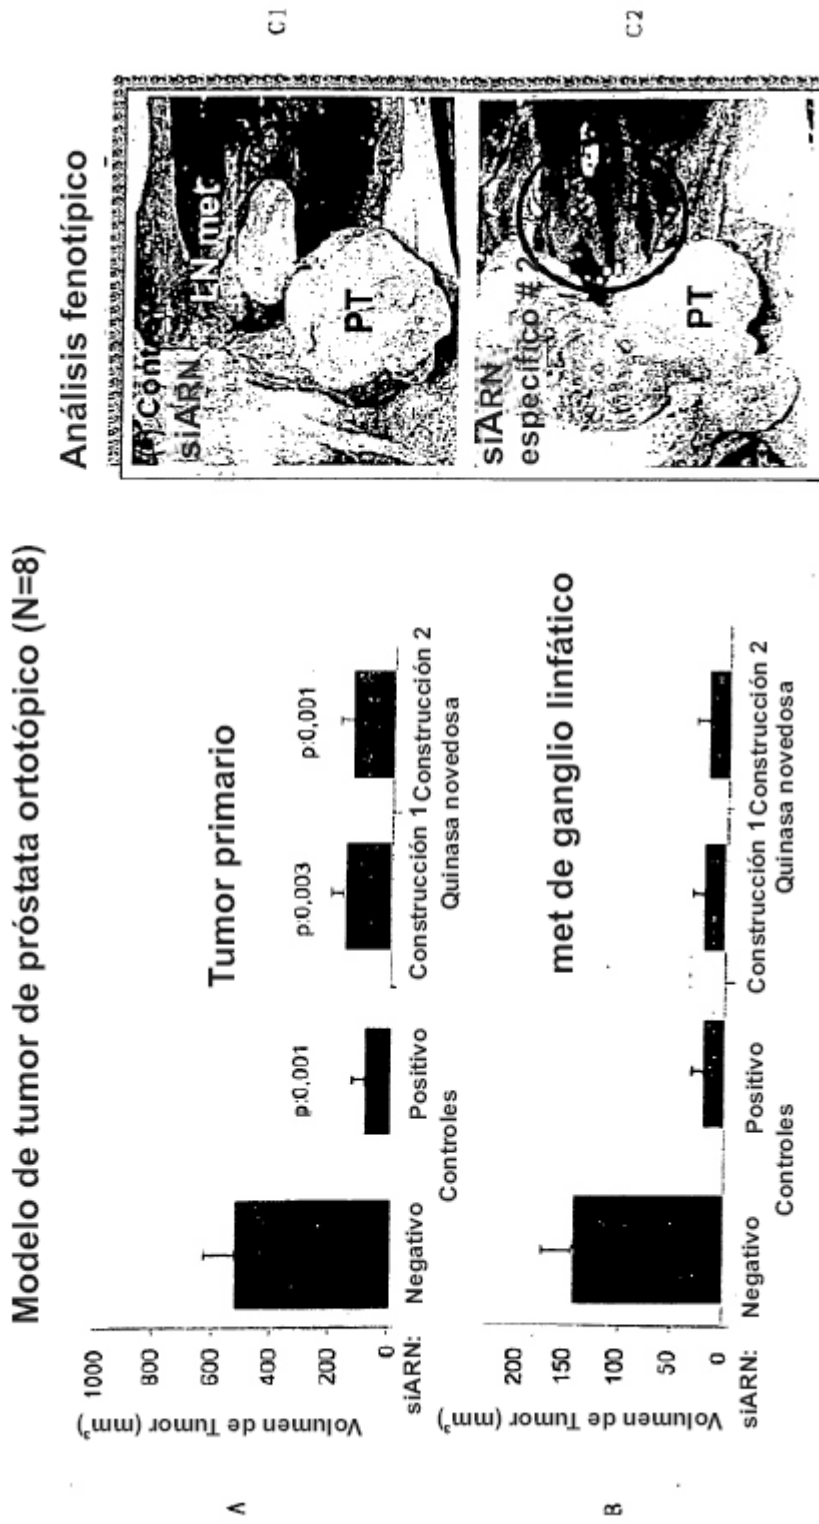 Modelo de tumor de próstata ortotópico (N=8)
A
Volumen de Tumor (mm³)
1000
800
600
400
200
0
Tumor primario
p:0,001
p:0,003
p:0,001
siARN:
Negativo
Positivo
Construcción 1
Construcción 2
Controles
Quinasa novedosa
B
Volumen de Tumor (mm³)
200
150
100
50
0
met de ganglio linfático
siARN:
Negativo
Positivo
Construcción 1
Construcción 2
Controles
Quinasa novedosa
Análisis fenotípico
siARN
LN met
PT
C1
siARN
específico # 2
PT
C2